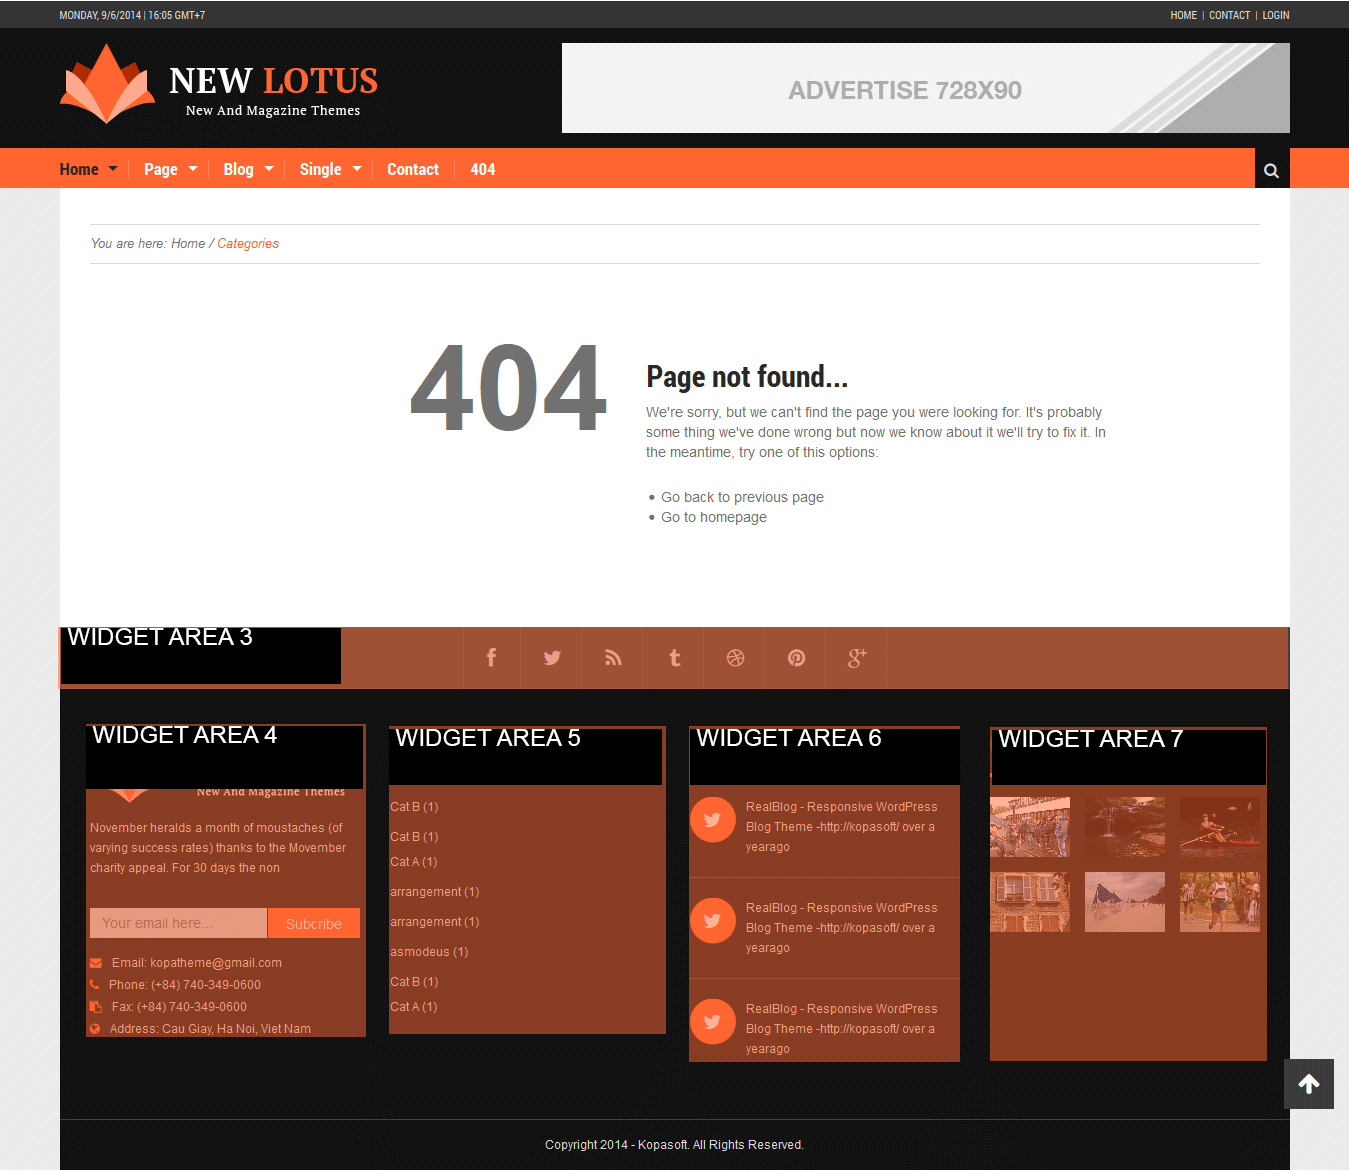 MONDAY, 9/6/2014 | 16:05 GMT+7
HOME | CONTACT | LOGIN
NEW LOTUS
New And Magazine Themes
ADVERTISE 728X90
Home Page Blog Single Contact 404
You are here: Home / Categories
404
Page not found...
We're sorry, but we can't find the page you were looking for. It's probably
some thing we've done wrong but now we know about it we'll try to fix it. In
the meantime, try one of this options:
• Go back to previous page
• Go to homepage
WIDGET AREA 3
WIDGET AREA 4
New And Magazine Themes
November heralds a month of moustaches (of
varying success rates) thanks to the Movember
charity appeal. For 30 days the non
Your email here... Subcribe
Email: kopatheme@gmail.com
Phone: (+84) 740-349-0600
Fax: (+84) 740-349-0600
Address: Cau Giay, Ha Noi, Viet Nam
WIDGET AREA 5
Cat B (1)
Cat B (1)
Cat A (1)
arrangement (1)
arrangement (1)
asmodeus (1)
Cat B (1)
Cat A (1)
WIDGET AREA 6
RealBlog - Responsive WordPress
Blog Theme -http://kopasoft/ over a
yearago
RealBlog - Responsive WordPress
Blog Theme -http://kopasoft/ over a
yearago
RealBlog - Responsive WordPress
Blog Theme -http://kopasoft/ over a
yearago
WIDGET AREA 7
Copyright 2014 - Kopasoft. All Rights Reserved.